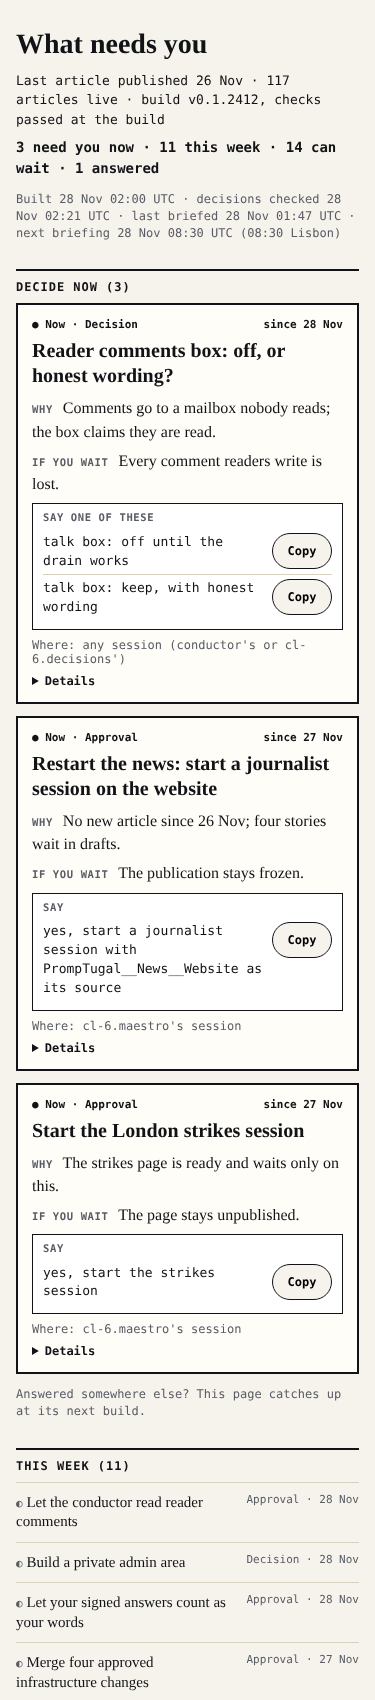 What needs you
Last article published 26 Nov · 117
articles live · build v0.1.2412, checks
passed at the build
3 need you now · 11 this week · 14 can
wait · 1 answered
Built 28 Nov 02:00 UTC · decisions checked 28
Nov 02:21 UTC · last briefed 28 Nov 01:47 UTC ·
next briefing 28 Nov 08:30 UTC (08:30 Lisbon)
DECIDE NOW (3)
● Now · Decision since 28 Nov
Reader comments box: off, or
honest wording?
WHY Comments go to a mailbox nobody reads;
the box claims they are read.
IF YOU WAIT Every comment readers write is
lost.
SAY ONE OF THESE
talk box: off until the
drain works
Copy
talk box: keep, with honest
wording
Copy
Where: any session (conductor's or cl-
6.decisions')
▶ Details
● Now · Approval since 27 Nov
Restart the news: start a journalist
session on the website
WHY No new article since 26 Nov; four stories
wait in drafts.
IF YOU WAIT The publication stays frozen.
SAY
yes, start a journalist
session with
PrompTugal__News__Website as
its source
Copy
Where: cl-6.maestro's session
▶ Details
● Now · Approval since 27 Nov
Start the London strikes session
WHY The strikes page is ready and waits only on
this.
IF YOU WAIT The page stays unpublished.
SAY
yes, start the strikes
session
Copy
Where: cl-6.maestro's session
▶ Details
Answered somewhere else? This page catches up
at its next build.
THIS WEEK (11)
◐ Let the conductor read reader
comments
Approval · 28 Nov
◐ Build a private admin area
Decision · 28 Nov
◐ Let your signed answers count as
your words
Approval · 28 Nov
◐ Merge four approved
infrastructure changes
Approval · 27 Nov